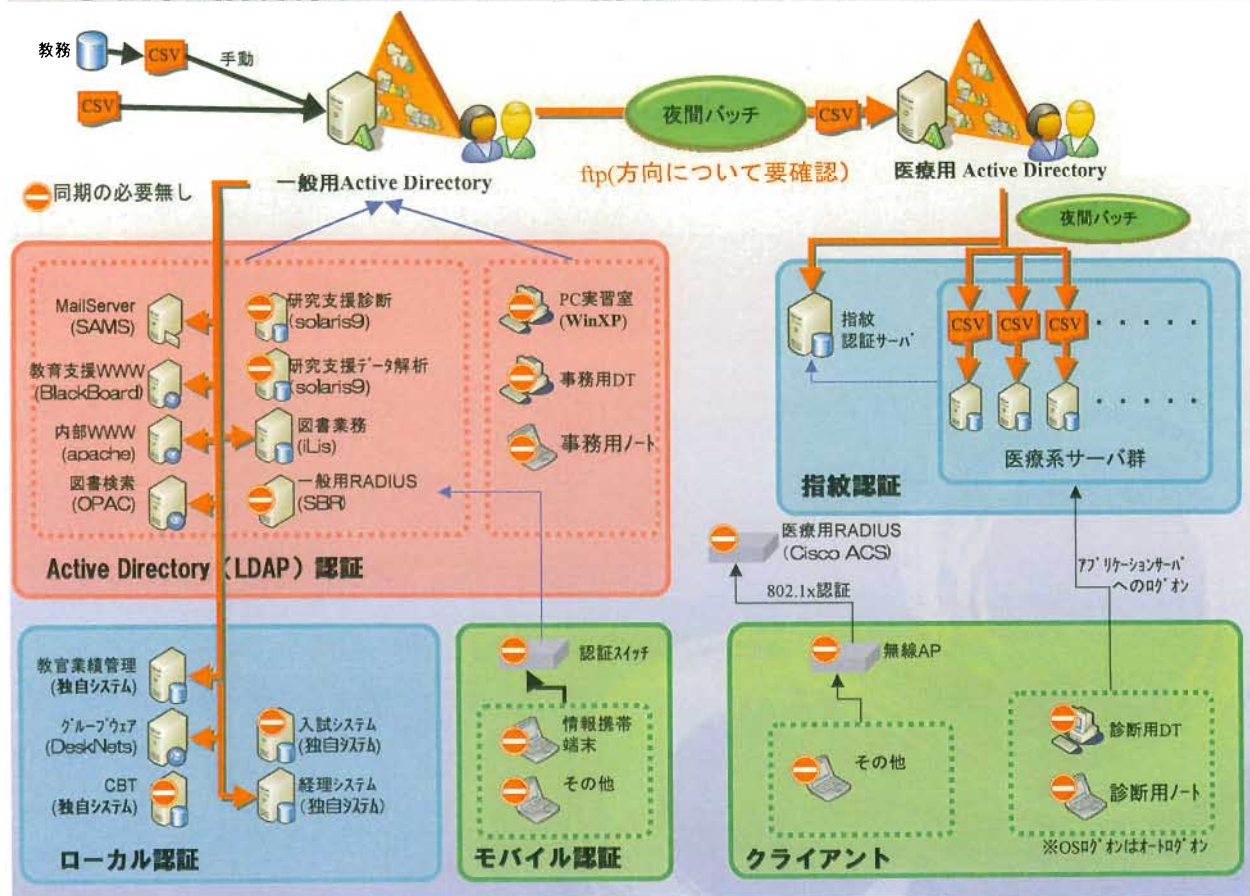 教務
CSV
手動
CSV
夜間バッチ
CSV
ftp(方向について要確認)
一般用Active Directory
医療用 Active Directory
同期の必要無し
夜間バッチ
MailServer
(SAMS)
研究支援診断
(solaris9)
教育支援WWW
(BlackBoard)
研究支援データ解析
(solaris9)
内部WWW
(apache)
図書業務
(iLis)
図書検索
(OPAC)
一般用RADIUS
(SBR)
PC実習室
(WinXP)
事務用DT
事務用ノート
Active Directory(LDAP)認証
指紋
認証サーバ
CSV
CSV
CSV
・・・・・
・・・・・
医療系サーバ群
指紋認証
医療用RADIUS
(Cisco ACS)
802.1x認証
アプリケーションサーバ
へのログオン
教官業績管理
(独自システム)
グループウェア
(DeskNets)
入試システム
(独自システム)
CBT
(独自システム)
経理システム
(独自システム)
ローカル認証
認証スイッチ
情報携帯
端末
その他
モバイル認証
無線AP
その他
診断用DT
診断用ノート
※OSログオンはオートログオン
クライアント